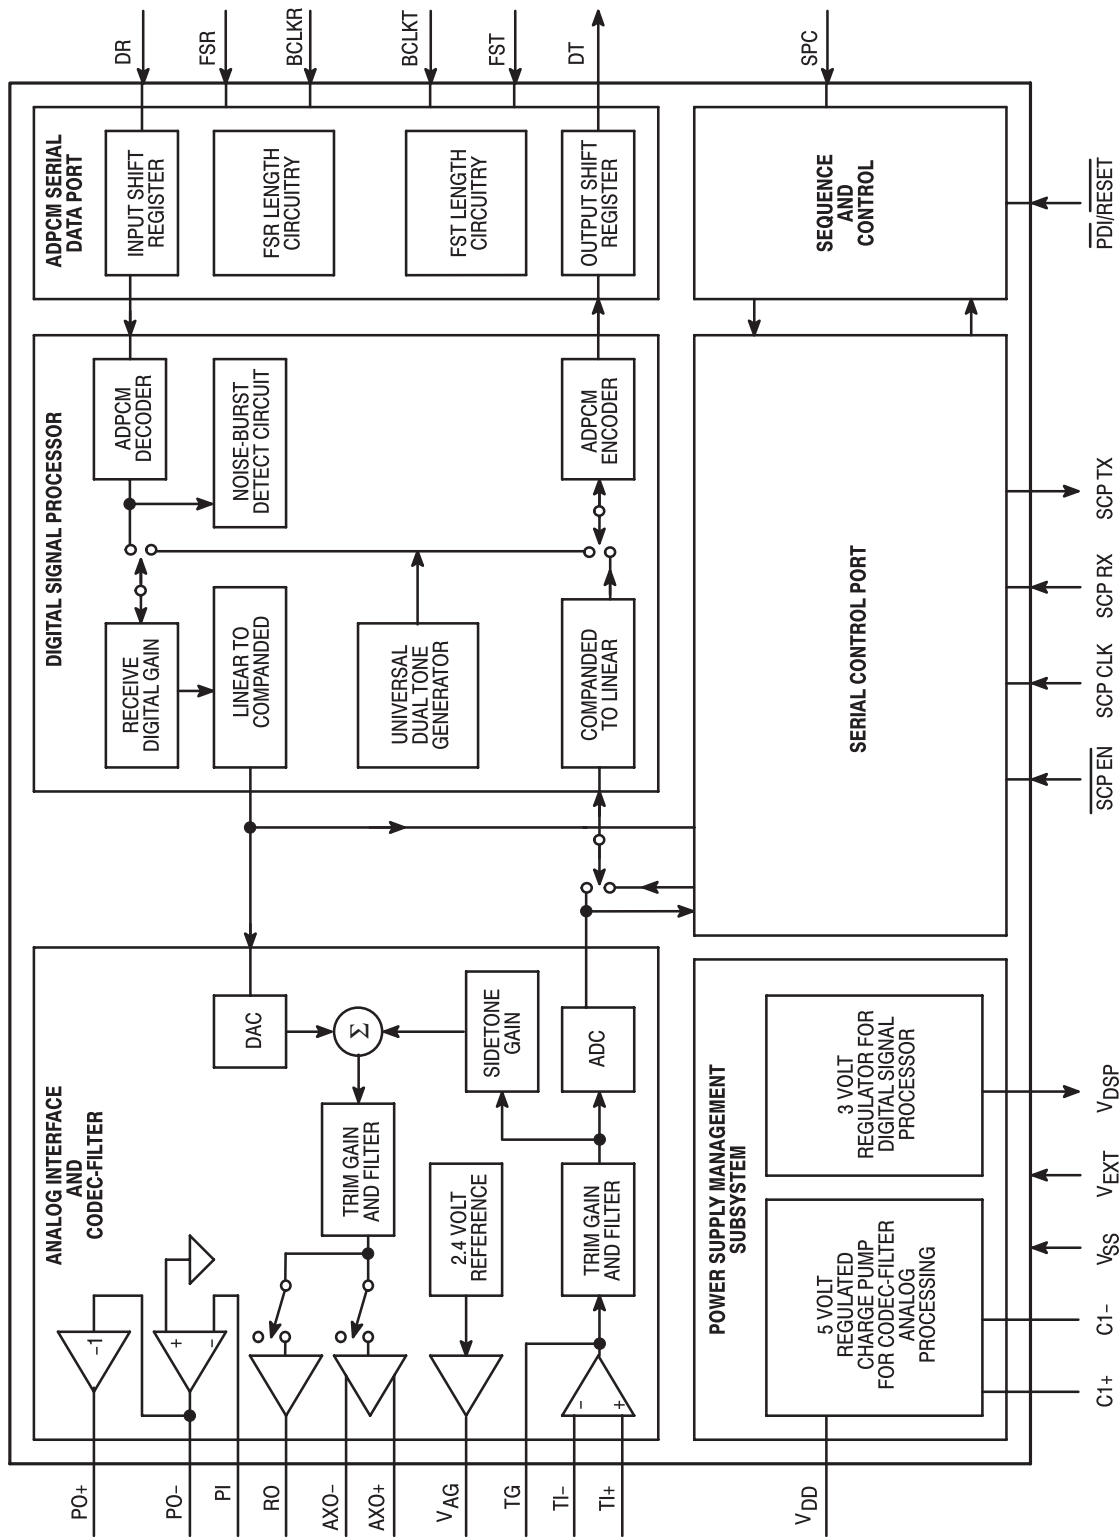 PO+
PO–
PI
RO
AXO–
AXO+
VAG
TG
TI–
TI+
VDD
ANALOG INTERFACE
AND
CODEC-FILTER
–1
+
–
DAC
Σ
TRIM GAIN
AND FILTER
2.4 VOLT
REFERENCE
SIDETONE
GAIN
TRIM GAIN
AND FILTER
ADC
–
+
DIGITAL SIGNAL PROCESSOR
RECEIVE
DIGITAL GAIN
ADPCM
DECODER
LINEAR TO
COMPANDED
NOISE-BURST
DETECT CIRCUIT
UNIVERSAL
DUAL TONE
GENERATOR
COMPANDED
TO LINEAR
ADPCM
ENCODER
ADPCM SERIAL
DATA PORT
INPUT SHIFT
REGISTER
FSR LENGTH
CIRCUITRY
FST LENGTH
CIRCUITRY
OUTPUT SHIFT
REGISTER
DR
FSR
BCLKR
BCLKT
FST
DT
SPC
POWER SUPPLY MANAGEMENT
SUBSYSTEM
5 VOLT
REGULATED
CHARGE PUMP
FOR CODEC-FILTER
ANALOG
PROCESSING
3 VOLT
REGULATOR FOR
DIGITAL SIGNAL
PROCESSOR
SERIAL CONTROL PORT
SEQUENCE
AND
CONTROL
C1+
C1–
VSS
VEXT
VDSP
SCP EN
SCP CLK
SCP RX
SCP TX
PDI/RESET